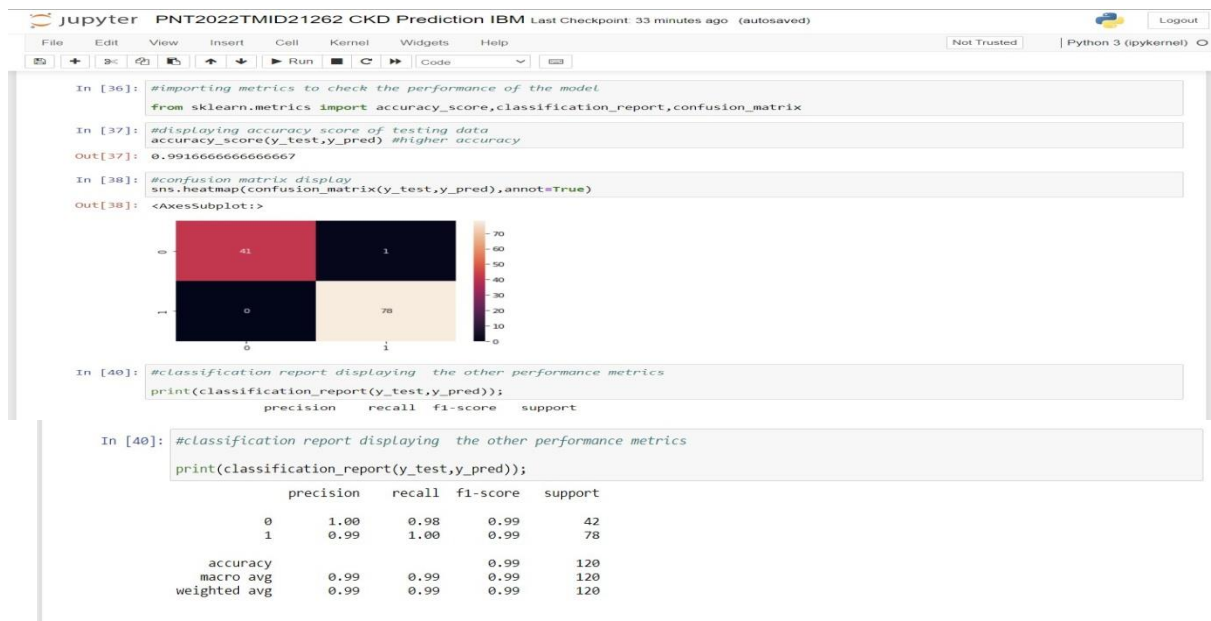 Jupyter PNT2022TMID21262 CKD Prediction IBM Last Checkpoint: 33 minutes ago (autosaved) Logout
File Edit View Insert Cell Kernel Widgets Help Not Trusted Python 3 (ipykernel)
Run Code
In [36]: #importing metrics to check the performance of the model
from sklearn.metrics import accuracy_score,classification_report,confusion_matrix
In [37]: #displaying accuracy score of testing data
accuracy_score(y_test,y_pred) #higher accuracy
Out[37]: 0.9916666666666667
In [38]: #confusion matrix display
sns.heatmap(confusion_matrix(y_test,y_pred),annot=True)
Out[38]: <AxesSubplot:>
0 41 1
1 0 78
0 1
70
60
50
40
30
20
10
0
In [40]: #classification report displaying the other performance metrics
print(classification_report(y_test,y_pred));
precision recall f1-score support
In [40]: #classification report displaying the other performance metrics
print(classification_report(y_test,y_pred));
precision recall f1-score support
0 1.00 0.98 0.99 42
1 0.99 1.00 0.99 78
accuracy 0.99 120
macro avg 0.99 0.99 0.99 120
weighted avg 0.99 0.99 0.99 120